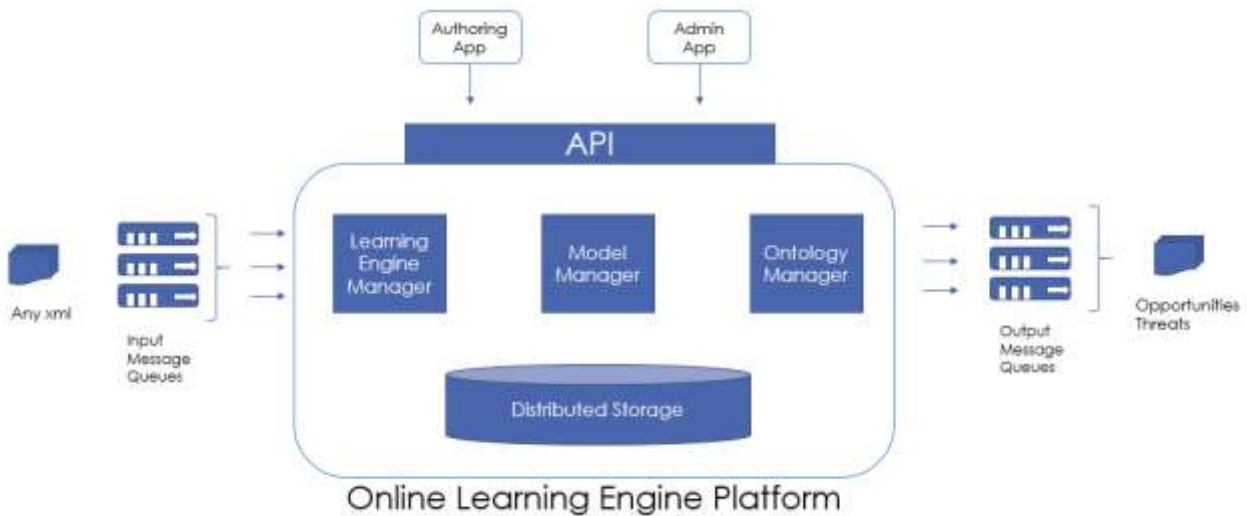 Authoring
App
Admin
App
API
Learning
Engine
Manager
Model
Manager
Ontology
Manager
Any xml
Input
Message
Queues
Output
Message
Queues
Opportunities
Threats
Distributed Storage
Online Learning Engine Platform